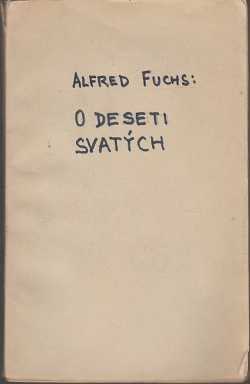 ALFRED FUCHS:
O DESETI
SVATÝCH